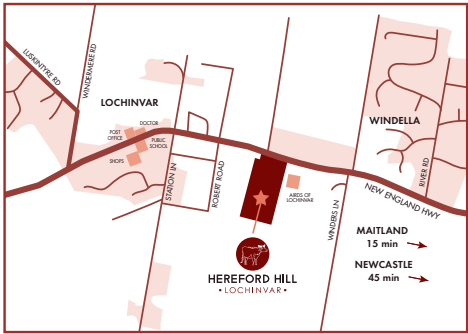 LUSKINTYRE RD
WINDERMERE RD
LOCHINVAR
DOCTOR
POST
OFFICE
PUBLIC
SCHOOL
SHOPS
STATION LN
ROBERT ROAD
AIRDS OF
LOCHINVAR
WINDERS LN
WINDELLA
RIVER RD
NEW ENGLAND HWY
MAITLAND
15 min
NEWCASTLE
45 min
HEREFORD HILL
• LOCHINVAR •